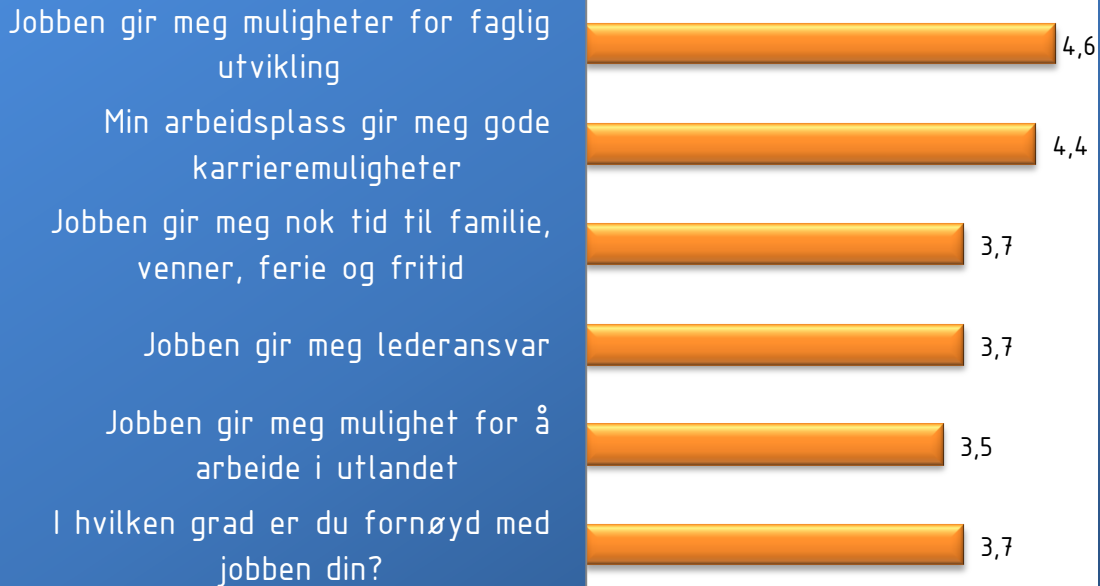 Jobben gir meg muligheter for faglig
utvikling
4,6
Min arbeidsplass gir meg gode
karrieremuligheter
4,4
Jobben gir meg nok tid til familie,
venner, ferie og fritid
3,7
Jobben gir meg lederansvar
3,7
Jobben gir meg mulighet for å
arbeide i utlandet
3,5
I hvilken grad er du fornøyd med
jobben din?
3,7